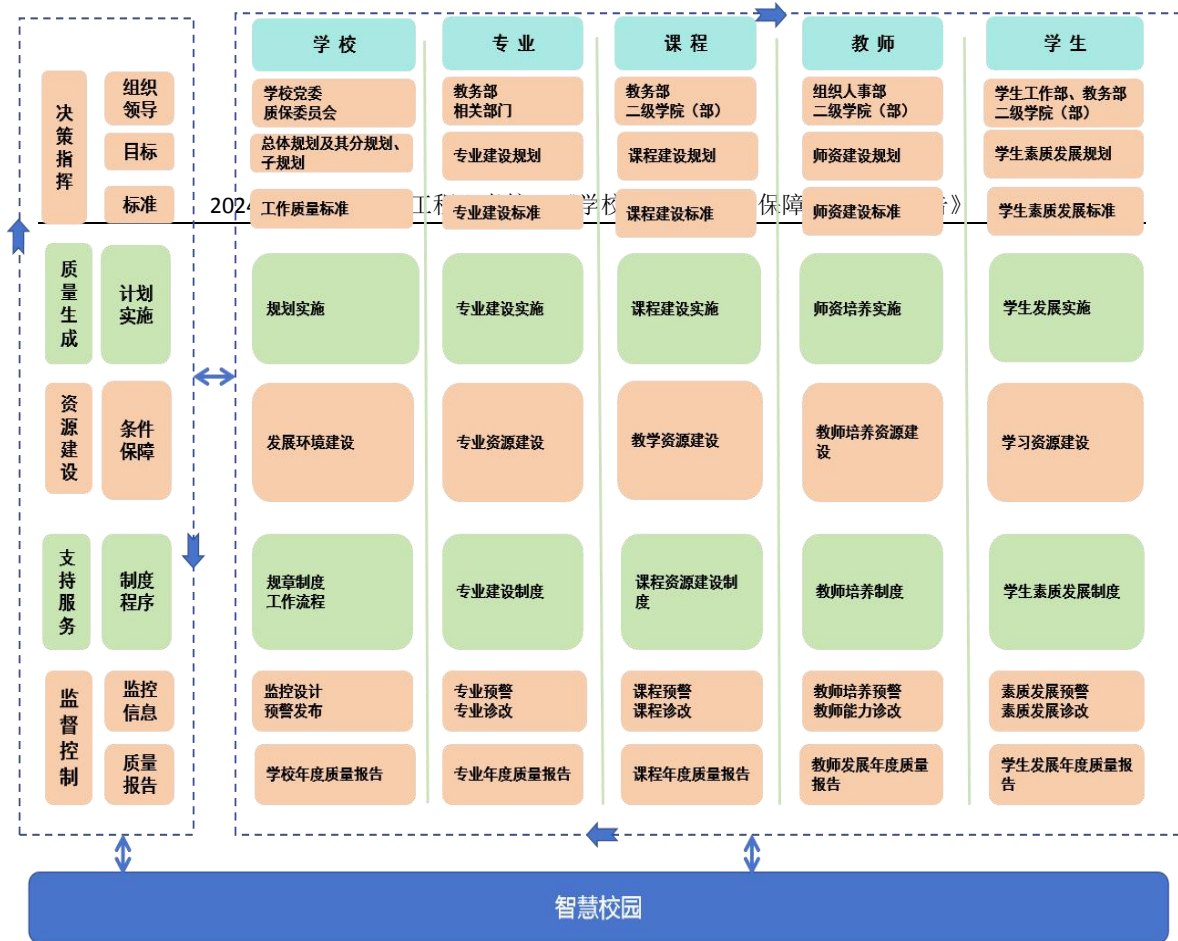 学校
专业
课程
教师
学生
决策指挥
组织
领导
学校党委
质保委员会
教务部
相关部门
教务部
二级学院（部）
组织人事部
二级学院（部）
学生工作部、教务部
二级学院（部）
目标
总体规划及其分规划、
子规划
专业建设规划
课程建设规划
师资建设规划
学生素质发展规划
标准
2024
工作质量标准
专业建设标准
学校
课程建设标准
保障
师资建设标准
告》
学生素质发展标准
质量生成
计划
实施
规划实施
专业建设实施
课程建设实施
师资培养实施
学生发展实施
资源建设
条件
保障
发展环境建设
专业资源建设
教学资源建设
教师培养资源建
设
学习资源建设
支持服务
制度
程序
规章制度
工作流程
专业建设制度
课程资源建设制
度
教师培养制度
学生素质发展制度
监督控制
监控
信息
监控设计
预警发布
专业预警
专业诊改
课程预警
课程诊改
教师培养预警
教师能力诊改
素质发展预警
素质发展诊改
质量
报告
学校年度质量报告
专业年度质量报告
课程年度质量报告
教师发展年度质量
报告
学生发展年度质量报
告
智慧校园